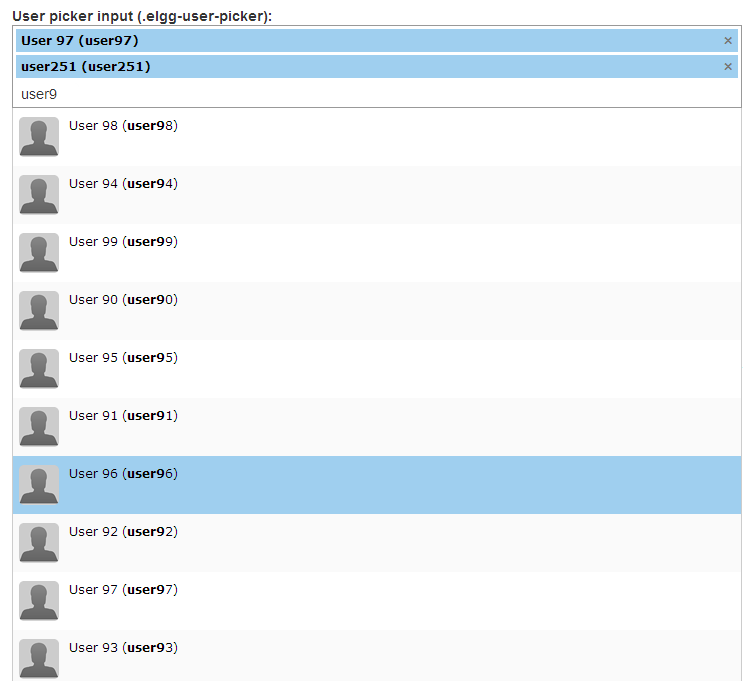 User picker input (.elgg-user-picker):
User 97 (user97) ×
user251 (user251) ×
user9
User 98 (user98)
User 94 (user94)
User 99 (user99)
User 90 (user90)
User 95 (user95)
User 91 (user91)
User 96 (user96)
User 92 (user92)
User 97 (user97)
User 93 (user93)